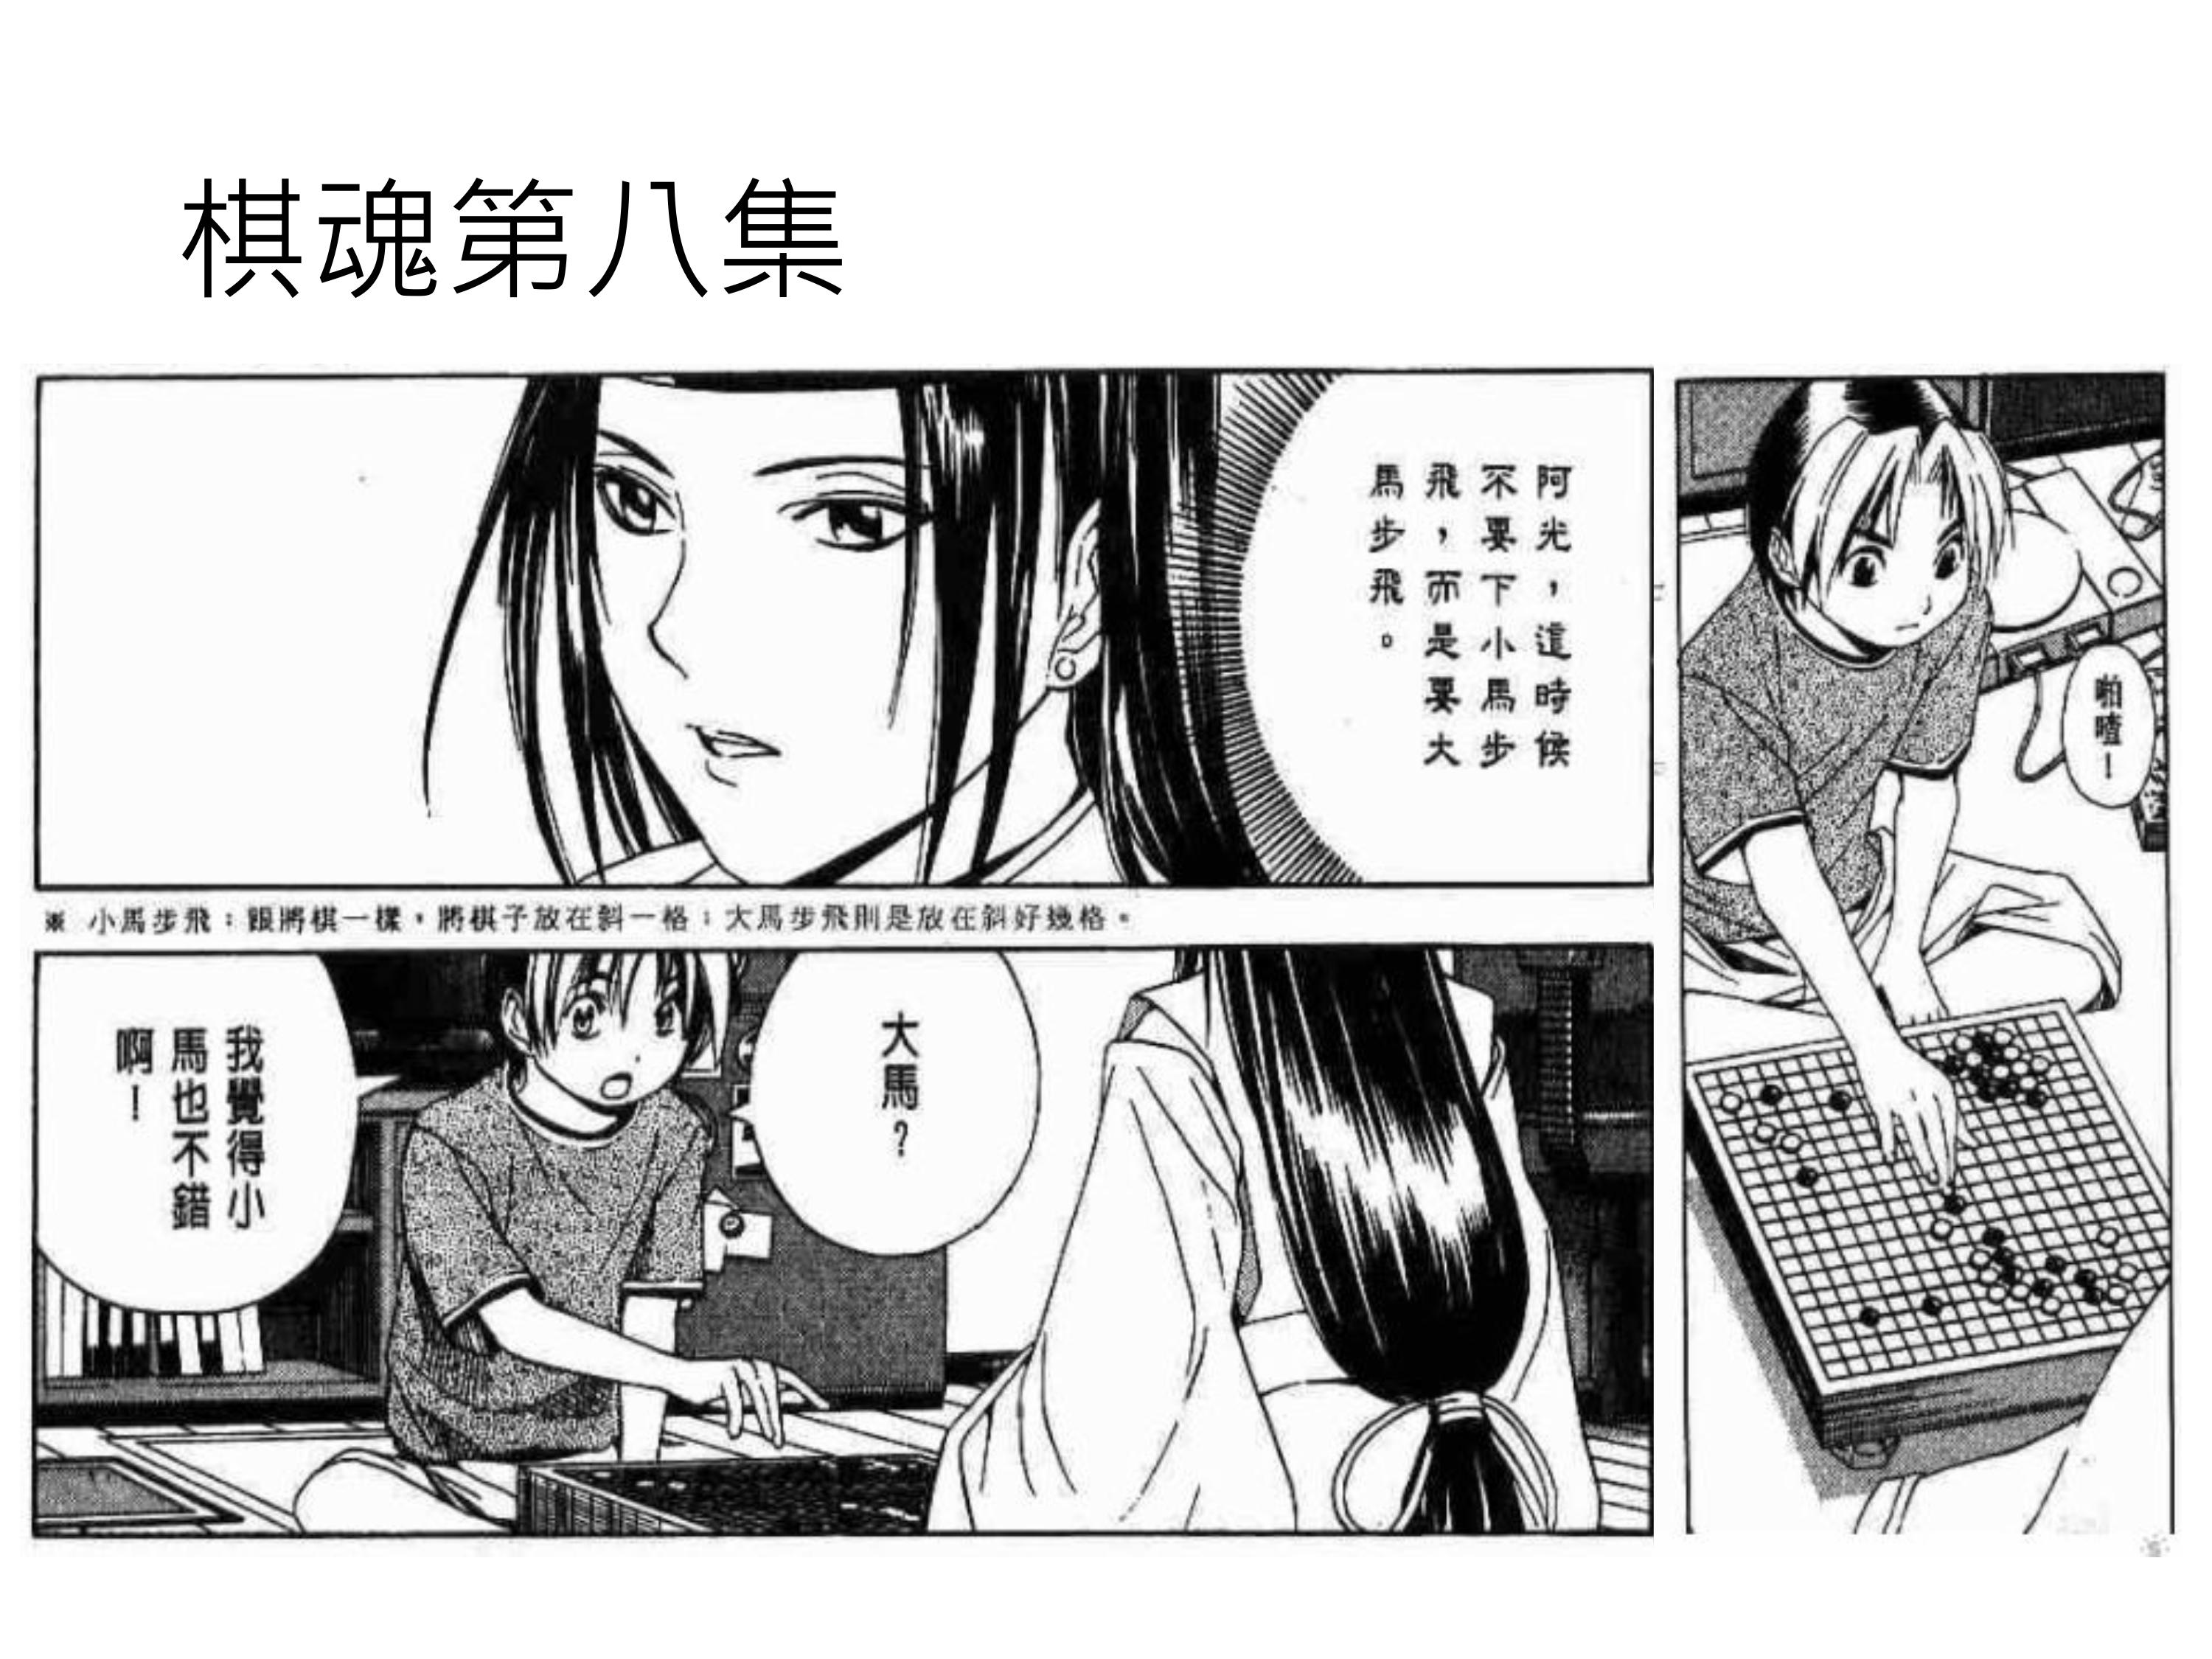 棋魂第八集
啪喳！
阿光，這時候
不要下小馬步
飛，而是要大
馬步飛。
※ 小馬步飛：跟將棋一樣，將棋子放在斜一格；大馬步飛則是放在斜好幾格。
大馬？
我覺得小
馬也不錯
啊！